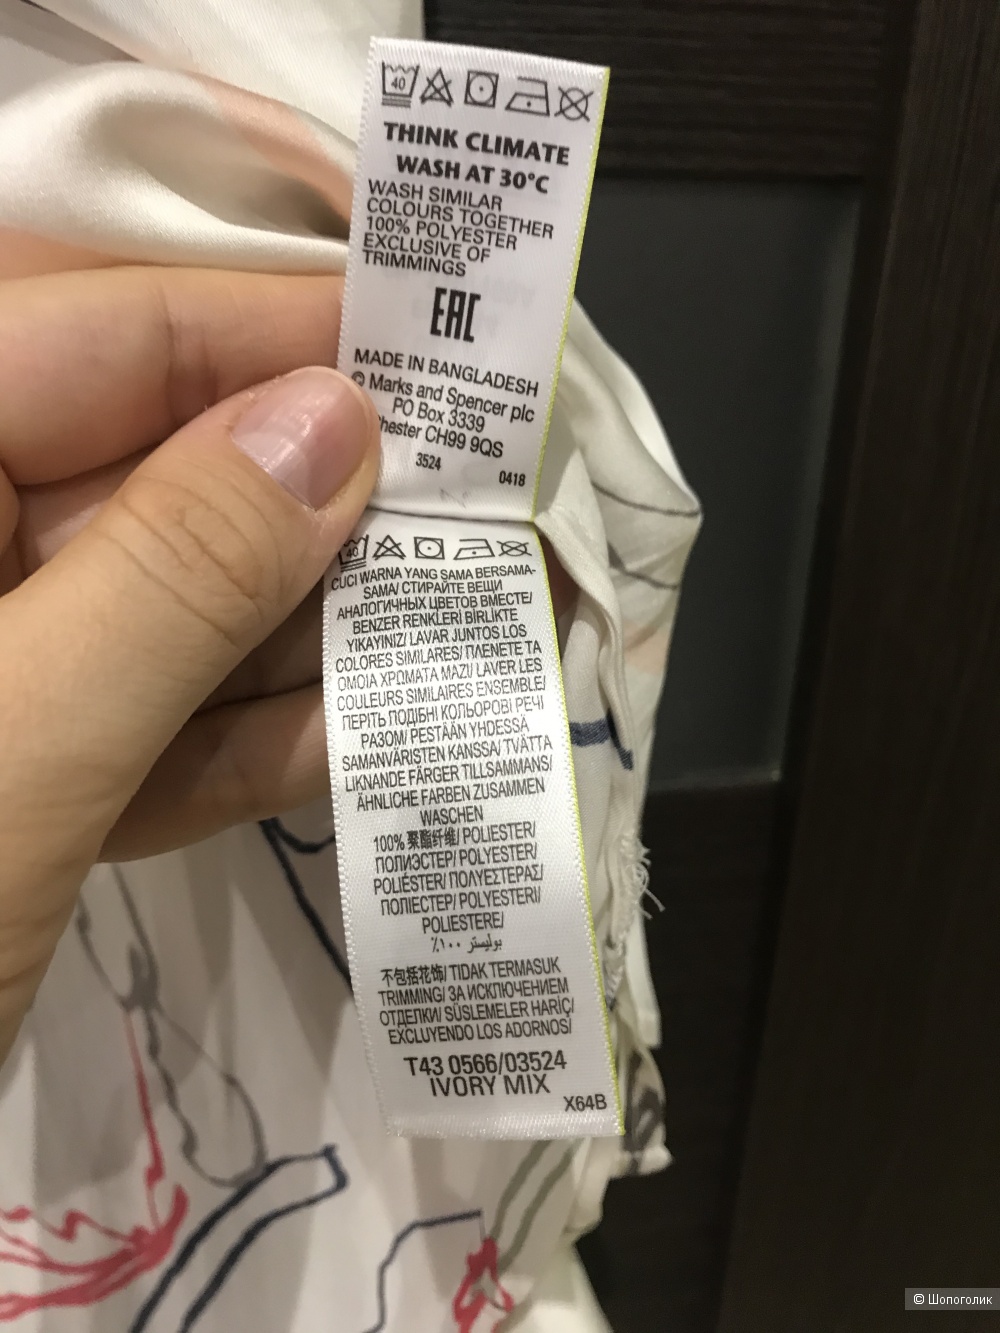 40
THINK CLIMATE
WASH AT 30°C
WASH SIMILAR
COLOURS TOGETHER
100% POLYESTER
EXCLUSIVE OF
TRIMMINGS
EAC
MADE IN BANGLADESH
© Marks and Spencer plc
PO Box 3339
hester CH99 9QS
3524
0418
40
CUCI WARNA YANG SAMA BERSAMA-
SAMA/ СТИРАЙТЕ ВЕЩИ
АНАЛОГИЧНЫХ ЦВЕТОВ ВМЕСТЕ/
BENZER RENKLERİ BİRLİKTE
YIKAYINIZ/ LAVAR JUNTOS LOS
COLORES SIMILARES/ ΠΛΕΝΕΤΕ ΤΑ
ΟΜΟΙΑ ΧΡΩΜΑΤΑ ΜΑΖΙ/ LAVER LES
COULEURS SIMILAIRES ENSEMBLE/
ПЕРІТЬ ПОДІБНІ КОЛЬОРОВІ РЕЧІ
РАЗОМ/ PESTÄÄN YHDESSÄ
SAMANVÄRISTEN KANSSA/ TVÄTTA
LIKNANDE FÄRGER TILLSAMMANS/
ÄHNLICHE FARBEN ZUSAMMEN
WASCHEN
100% 聚酯纤维/ POLIESTER/
ПОЛИЭСТЕР/ POLYESTER/
POLIÉSTER/ ΠΟΛΥΕΣΤΕΡΑΣ/
ПОЛІЕСТЕР/ POLYESTERI/
POLIESTERE/
بوليستر ١٠٠٪
不包括花饰/ TIDAK TERMASUK
TRIMMING/ ЗА ИСКЛЮЧЕНИЕМ
ОТДЕЛКИ/ SÜSLEMELER HARİÇ/
EXCLUYENDO LOS ADORNOS/
T43 0566/03524
IVORY MIX
X64B
© Шопоголик